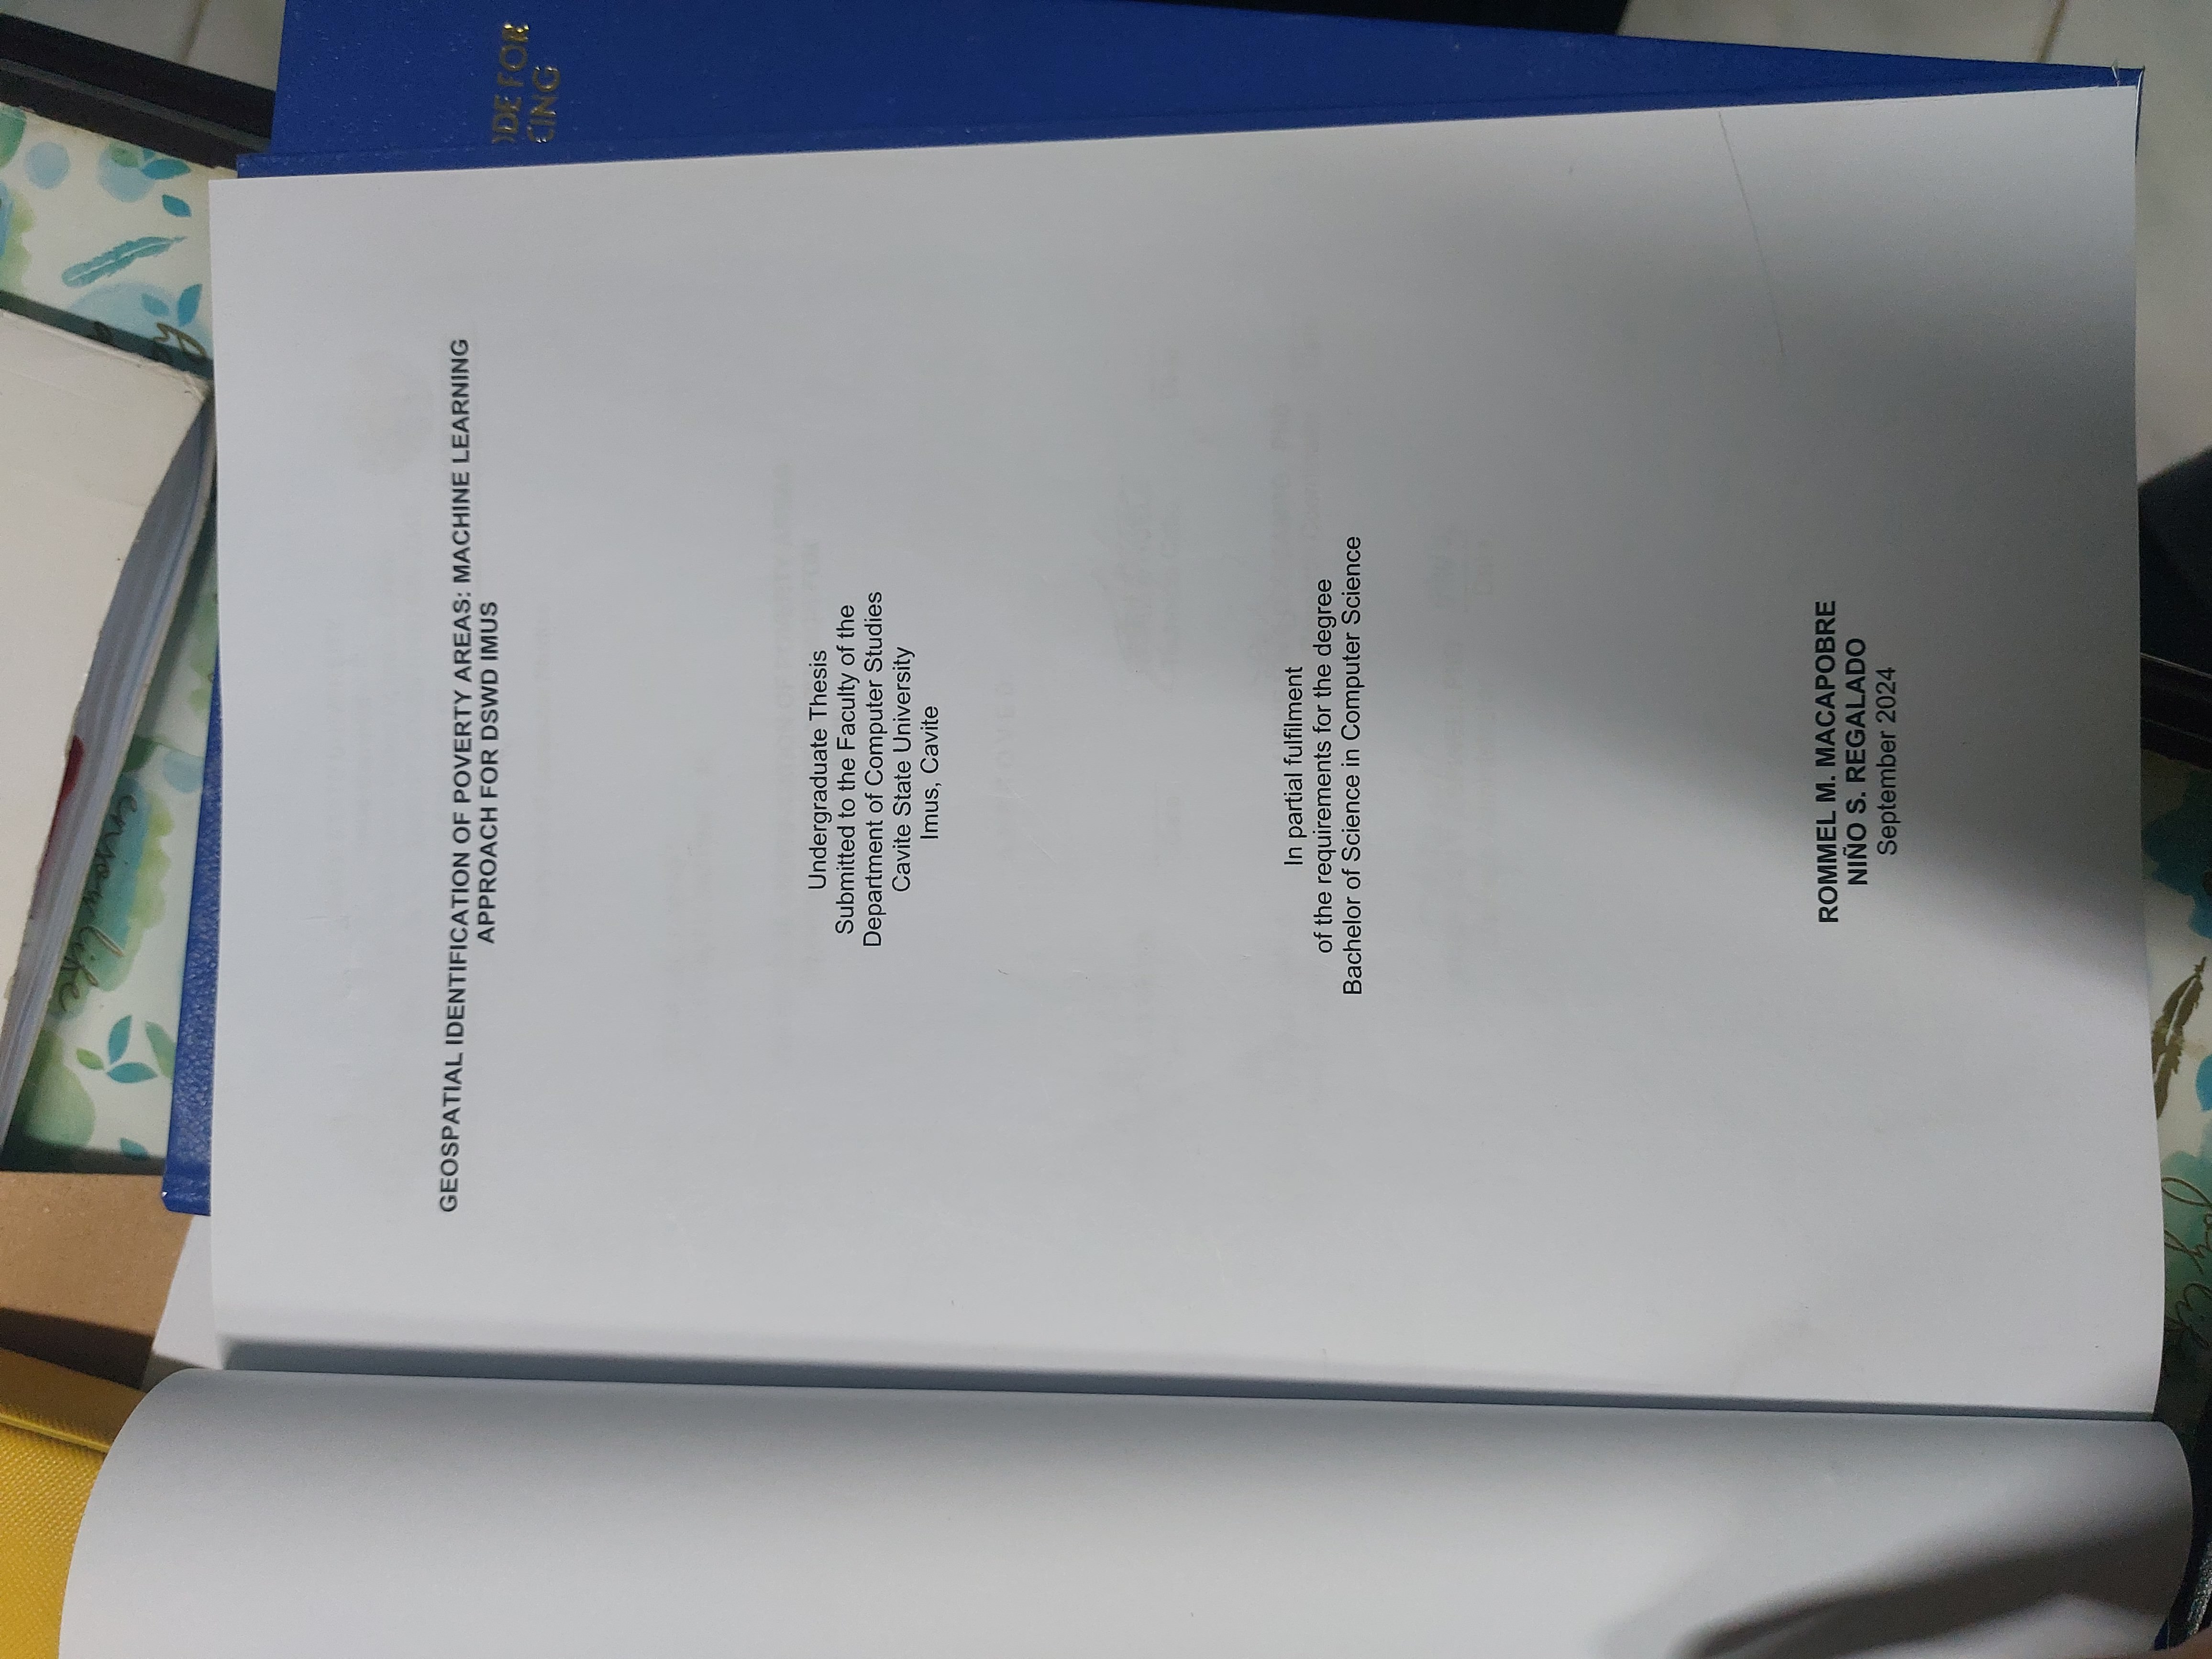 enjoy life
GEOSPATIAL IDENTIFICATION OF POVERTY AREAS: MACHINE LEARNING
APPROACH FOR DSWD IMUS
DE FOR
CING
Undergraduate Thesis
Submitted to the Faculty of the
Department of Computer Studies
Cavite State University
Imus, Cavite
In partial fulfilment
of the requirements for the degree
Bachelor of Science in Computer Science
ROMMEL M. MACAPOBRE
NIÑO S. REGALADO
September 2024